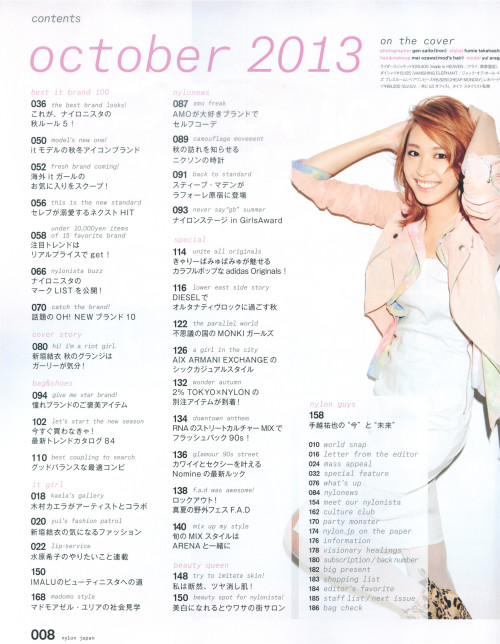 contents
october 2013
on the cover
best it brand 100
036 the best brand looks!
これが、ナイロニスタの
秋ルール 5！
050 model's new one!
it モデルの秋冬アイコンブランド
052 fresh brand coming!
海外 it ガールの
お気に入りをスクープ！
056 this is the new standard
セレブが溺愛するネクスト HIT
058 under 10,000yen items
of 15 favorite brand
注目トレンドは
リアルプライスで get！
066 nylonista buzz
ナイロニスタの
マーク LIST を公開！
070 catch the brand!
話題の OH! NEW ブランド 10
cover story
080 hi! i'm a riot girl
新垣結衣 秋のグランジは
ガーリーが気分！
bag&shoes
094 give me star brand!
憧れブランドのご褒美アイテム
102 let's start the new season
今すぐ買わなきゃ！
最新トレンドカタログ 84
110 best coupling to search
グッドバランスな最適コンビ
it girl
018 kaela's gallery
木村カエラがアーティストとコラボ
020 yui's fashion patrol
新垣結衣の気になるファッション
022 lip-service
水原希子のやりたいこと連載
150
IMALUのビューティニスタへの道
168 madomo style
マドモアゼル・ユリアの社会見学
nylonews
087 amo freak
AMOが大好きブランドで
セルフコーデ
089 camouflage movement
秋の訪れを知らせる
ニクソンの時計
091 back to standard
スティーブ・マデンが
ラフォーレ原宿に登場
093 never say"gb" summer
ナイロンステージ in GirlsAward
special
114 unite all originals
きゃりーぱみゅぱみゅが魅せる
カラフルポップな adidas Originals！
116 lower east side story
DIESELで
オルタナティヴロックに過ごす秋
122 the parallel world
不思議の国の MONKI ガールズ
126 a girl in the city
AIX ARMANI EXCHANGE の
シックカジュアルスタイル
132 wonder autumn
2% TOKYO×NYLON の
別注アイテムが到着！
134 downtown anthem
RNAのストリートカルチャー MIX で
フラッシュバック 90s！
136 glamour 90s street
カワイイとセクシーを叶える
Nomine の最新ルック
138 f.a.d was awesome!
ロックアウト！
真夏の野外フェス F.A.D
140 mix up my style
旬の MIX スタイルは
ARENA と一緒に
beauty queen
148 try to imitate skin!
私は断然、ツヤ消し肌！
150 beauty spot for nylonista!
美白になれるとウワサの街サロン
nylon guys
158
手越祐也の"今"と"未来"
010 world snap
016 letter from the editor
024 mass appeal
032 special feature
076 what's up
084 nylonews
154 meet our nylonista
162 culture club
170 party monster
174 nylon.jp on the paper
176 information
178 visionary healings
180 subscription / back number
182 big present
183 shopping list
184 editor's favorite
185 staff list / next issue
186 bag check
008 nylon japan